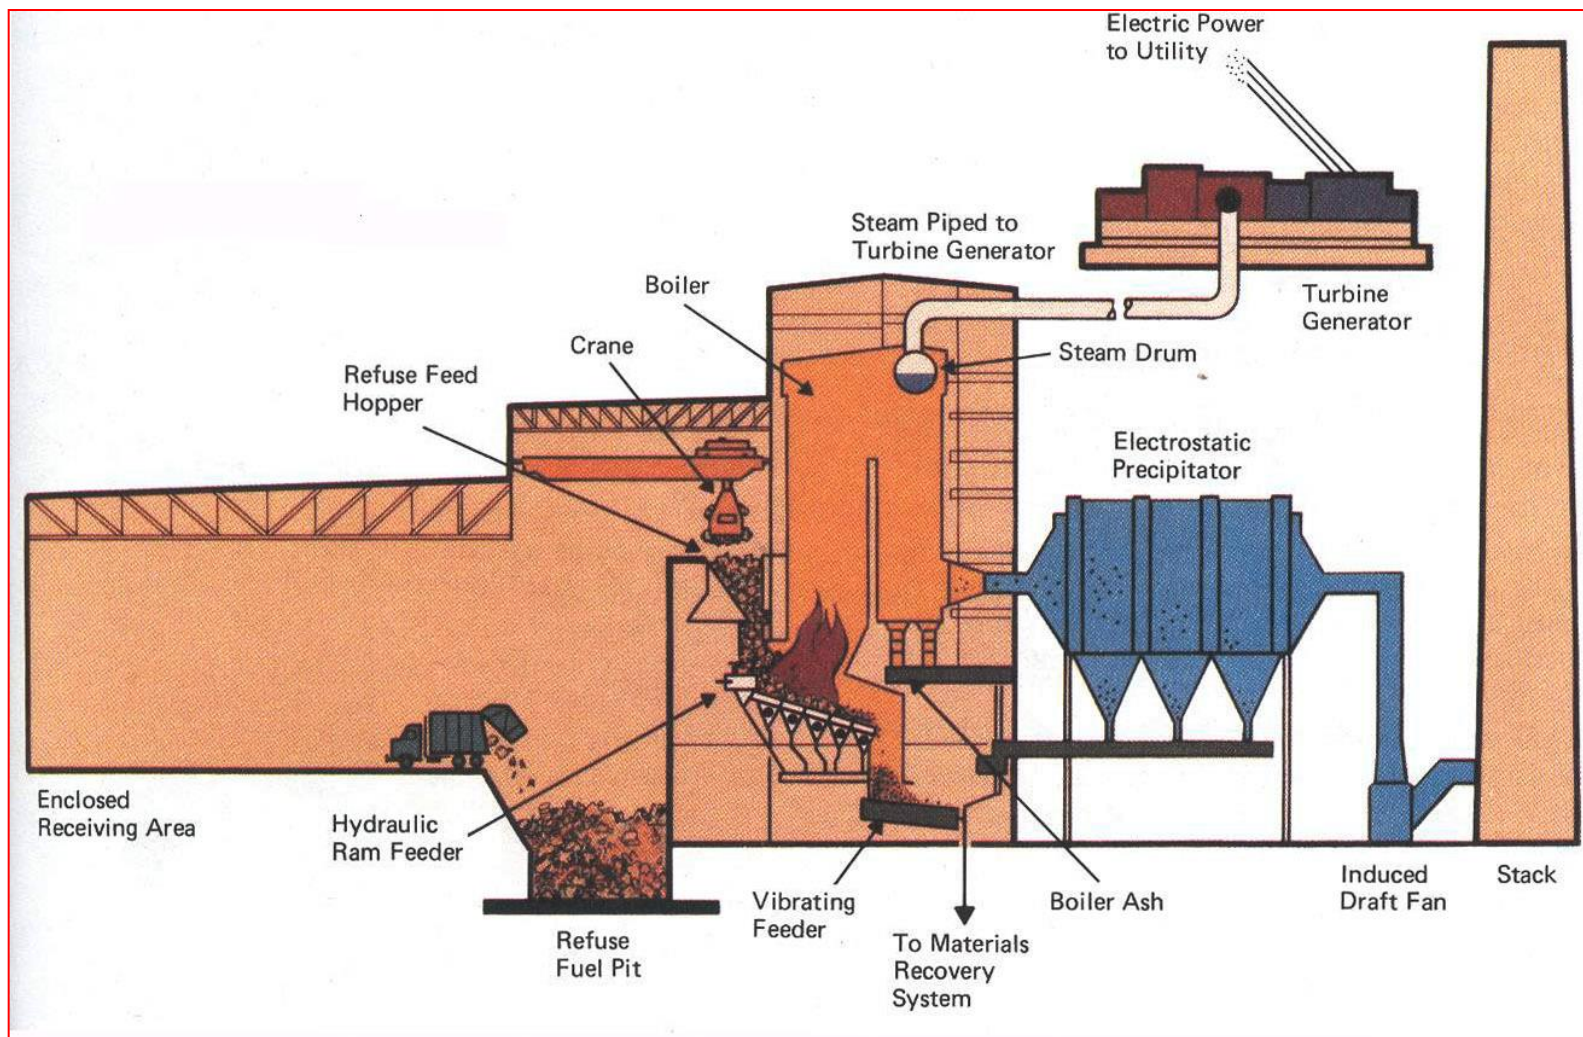 Electric Power
to Utility
Steam Piped to
Turbine Generator
Boiler
Turbine
Generator
Crane
Steam Drum
Refuse Feed
Hopper
Electrostatic
Precipitator
Enclosed
Receiving Area
Hydraulic
Ram Feeder
Vibrating
Feeder
Boiler Ash
Induced
Draft Fan
Stack
Refuse
Fuel Pit
To Materials
Recovery
System